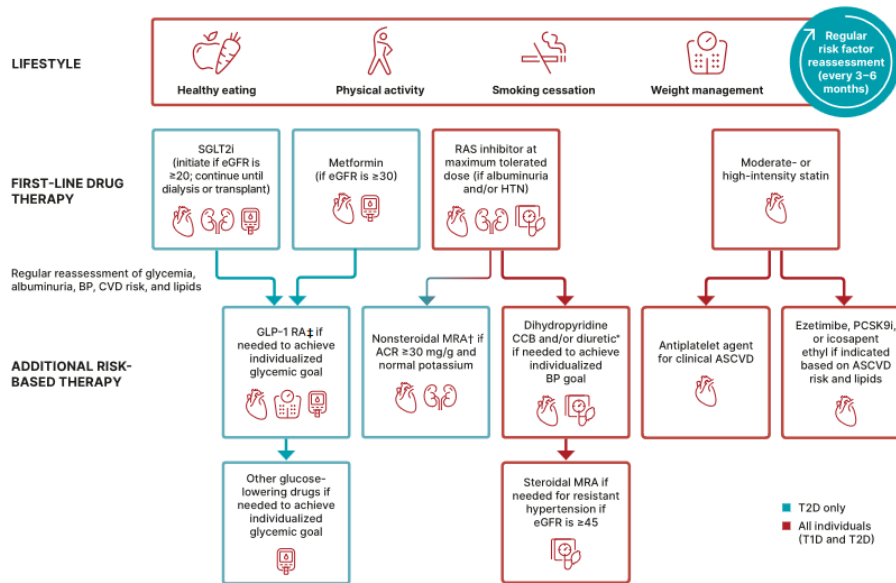 LIFESTYLE
Healthy eating
Physical activity
Smoking cessation
Weight management
Regular
risk factor
reassessment
(every 3–6
months)
FIRST-LINE DRUG
THERAPY
SGLT2i
(initiate if eGFR is
≥20; continue until
dialysis or transplant)
Metformin
(if eGFR is ≥30)
RAS inhibitor at
maximum tolerated
dose (if albuminuria
and/or HTN)
Moderate- or
high-intensity statin
Regular reassessment of glycemia,
albuminuria, BP, CVD risk, and lipids
ADDITIONAL RISK-
BASED THERAPY
GLP-1 RA‡ if
needed to achieve
individualized
glycemic goal
Nonsteroidal MRA† if
ACR ≥30 mg/g and
normal potassium
Dihydropyridine
CCB and/or diuretic*
if needed to achieve
individualized
BP goal
Antiplatelet agent
for clinical ASCVD
Ezetimibe, PCSK9i,
or icosapent
ethyl if indicated
based on ASCVD
risk and lipids
Other glucose-
lowering drugs if
needed to achieve
individualized
glycemic goal
Steroidal MRA if
needed for resistant
hypertension if
eGFR is ≥45
T2D only
All individuals
(T1D and T2D)